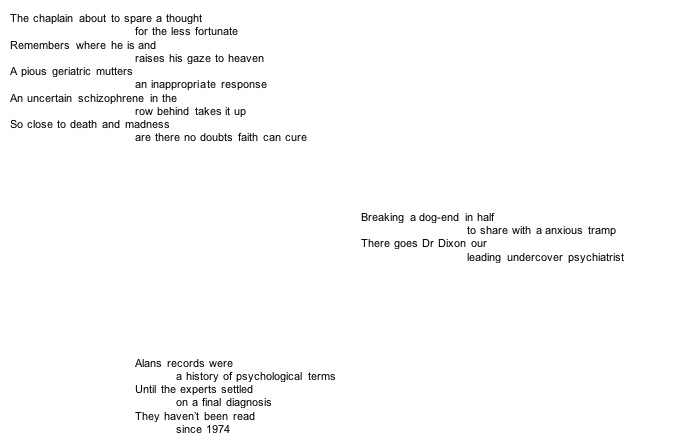 The chaplain about to spare a thought
for the less fortunate
Remembers where he is and
raises his gaze to heaven
A pious geriatric mutters
an inappropriate response
An uncertain schizophrene in the
row behind takes it up
So close to death and madness
are there no doubts faith can cure
Breaking a dog-end in half
to share with a anxious tramp
There goes Dr Dixon our
leading undercover psychiatrist
Alans records were
a history of psychological terms
Until the experts settled
on a final diagnosis
They haven't been read
since 1974